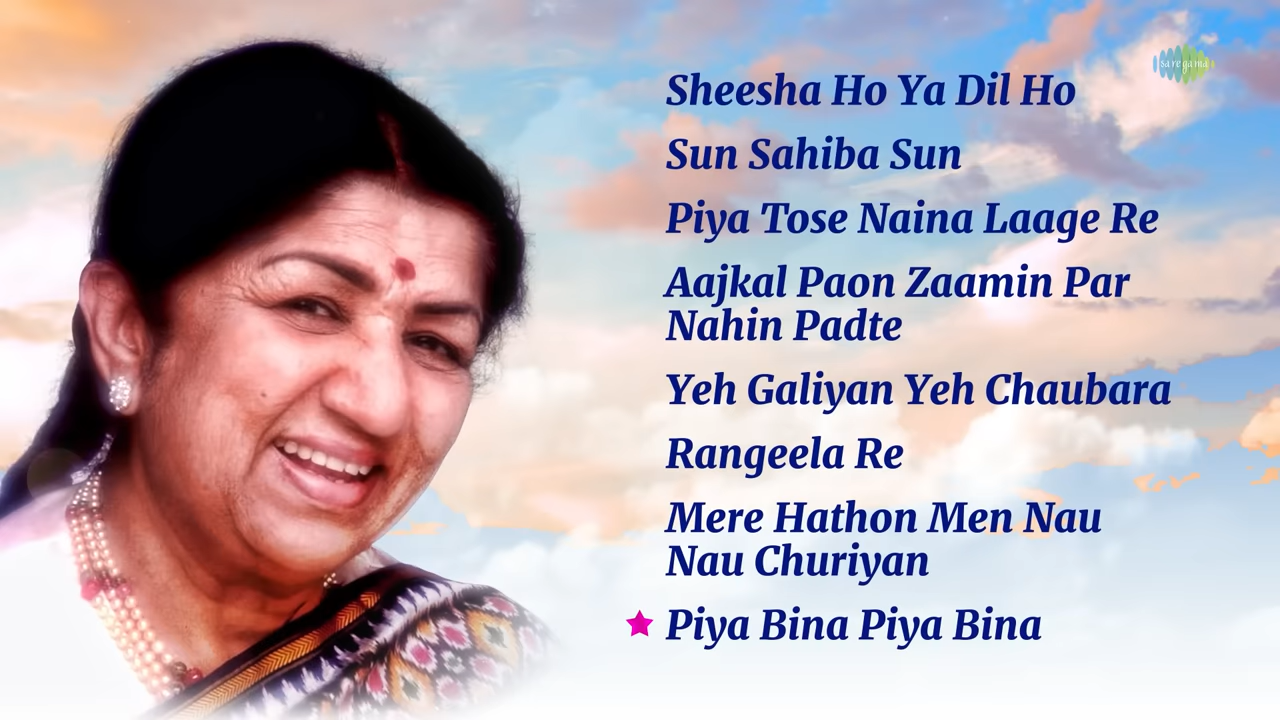 saregama
Sheesha Ho Ya Dil Ho
Sun Sahiba Sun
Piya Tose Naina Laage Re
Aajkal Paon Zaamin Par
Nahin Padte
Yeh Galiyan Yeh Chaubara
Rangeela Re
Mere Hathon Men Nau
Nau Churiyan
Piya Bina Piya Bina